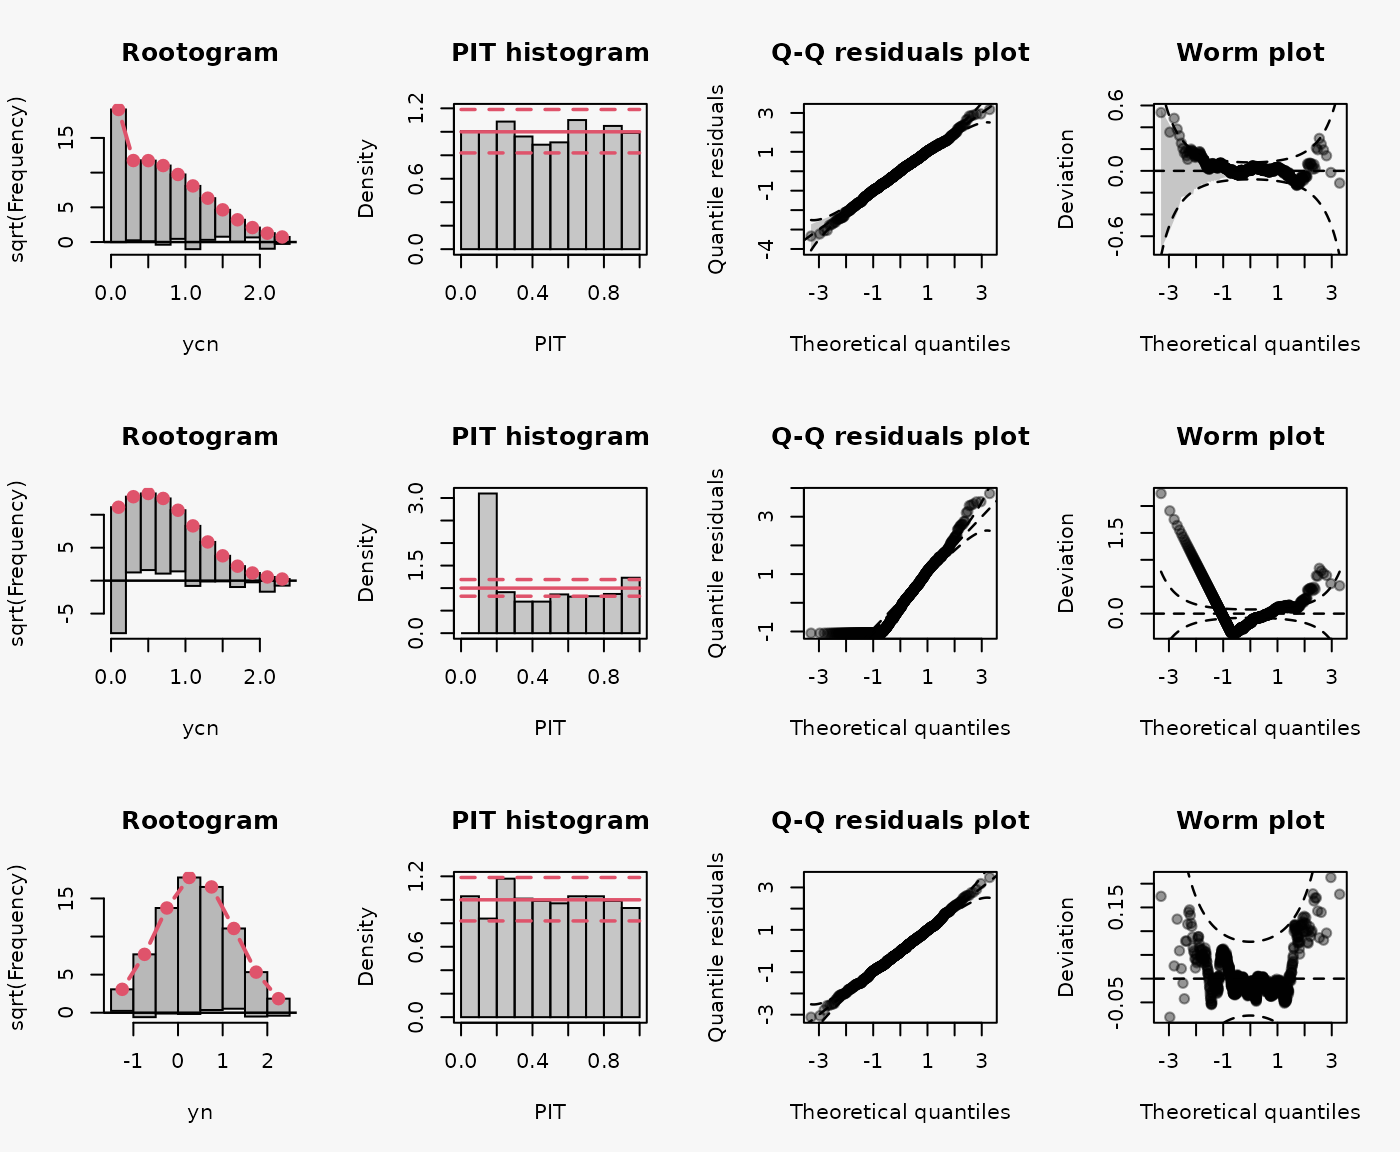 Rootogram
sqrt(Frequency)
15
5
0
0.0 1.0 2.0
ycn
PIT histogram
Density
1.2
0.6
0.0
0.0 0.4 0.8
PIT
Q-Q residuals plot
Quantile residuals
3
1
-1
-4
-3 -1 1 3
Theoretical quantiles
Worm plot
Deviation
0.6
0.0
-0.6
-3 -1 1 3
Theoretical quantiles
Rootogram
sqrt(Frequency)
5
-5
0.0 1.0 2.0
ycn
PIT histogram
Density
3.0
1.5
0.0
0.0 0.4 0.8
PIT
Q-Q residuals plot
Quantile residuals
3
1
-1
-3 -1 1 3
Theoretical quantiles
Worm plot
Deviation
1.5
0.0
-3 -1 1 3
Theoretical quantiles
Rootogram
sqrt(Frequency)
15
5
0
-1 0 1 2
yn
PIT histogram
Density
1.2
0.6
0.0
0.0 0.4 0.8
PIT
Q-Q residuals plot
Quantile residuals
3
1
-1
-3
-3 -1 1 3
Theoretical quantiles
Worm plot
Deviation
0.15
-0.05
-3 -1 1 3
Theoretical quantiles